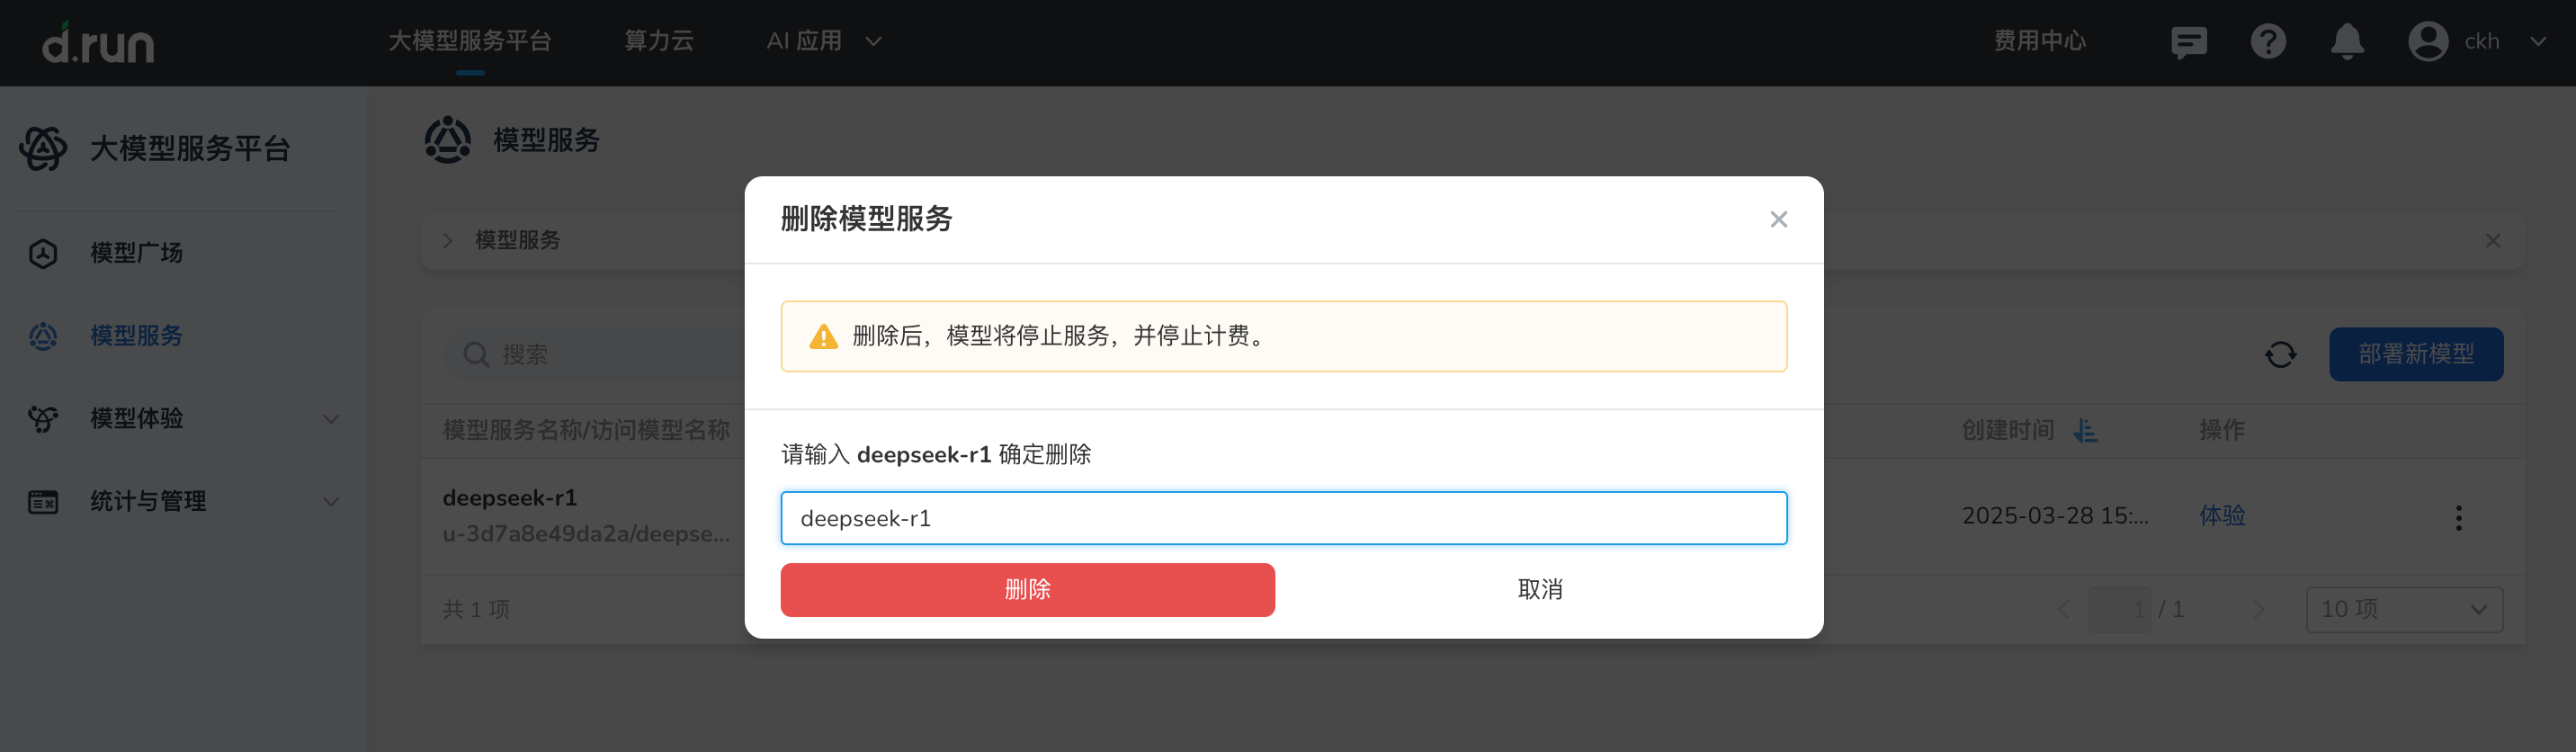 d.run
大模型服务平台
算力云
AI 应用
费用中心
ckh
大模型服务平台
模型广场
模型服务
模型体验
统计与管理
模型服务
模型服务
搜索
部署新模型
模型服务名称/访问模型名称
创建时间
操作
deepseek-r1
u-3d7a8e49da2a/deepse...
2025-03-28 15:...
体验
共 1 项
1 / 1
10 项
删除模型服务
删除后，模型将停止服务，并停止计费。
请输入 deepseek-r1 确定删除
deepseek-r1
删除
取消